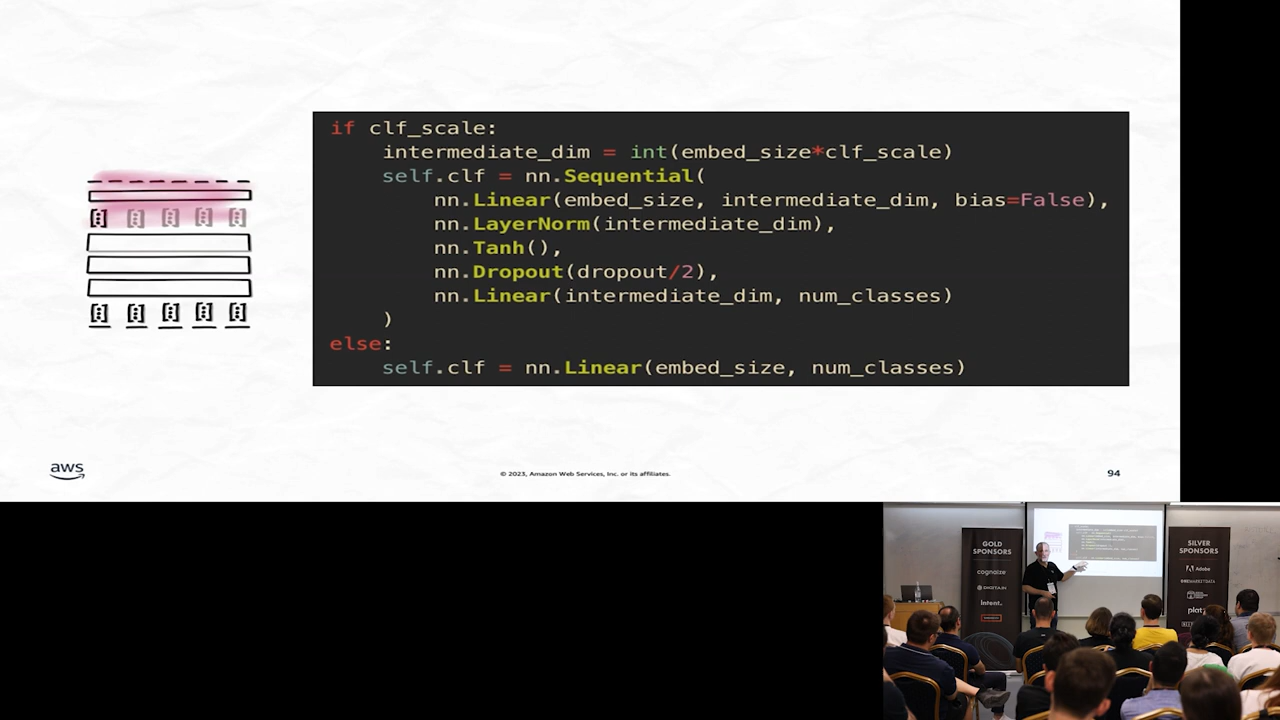 if clf_scale:
    intermediate_dim = int(embed_size*clf_scale)
    self.clf = nn.Sequential(
        nn.Linear(embed_size, intermediate_dim, bias=False),
        nn.LayerNorm(intermediate_dim),
        nn.Tanh(),
        nn.Dropout(dropout/2),
        nn.Linear(intermediate_dim, num_classes)
    )
else:
    self.clf = nn.Linear(embed_size, num_classes)
aws
© 2023, Amazon Web Services, Inc. or its affiliates.
94
GOLD
SPONSORS
cognaize
DIGITAIN
intent.
SILVER
SPONSORS
Adobe